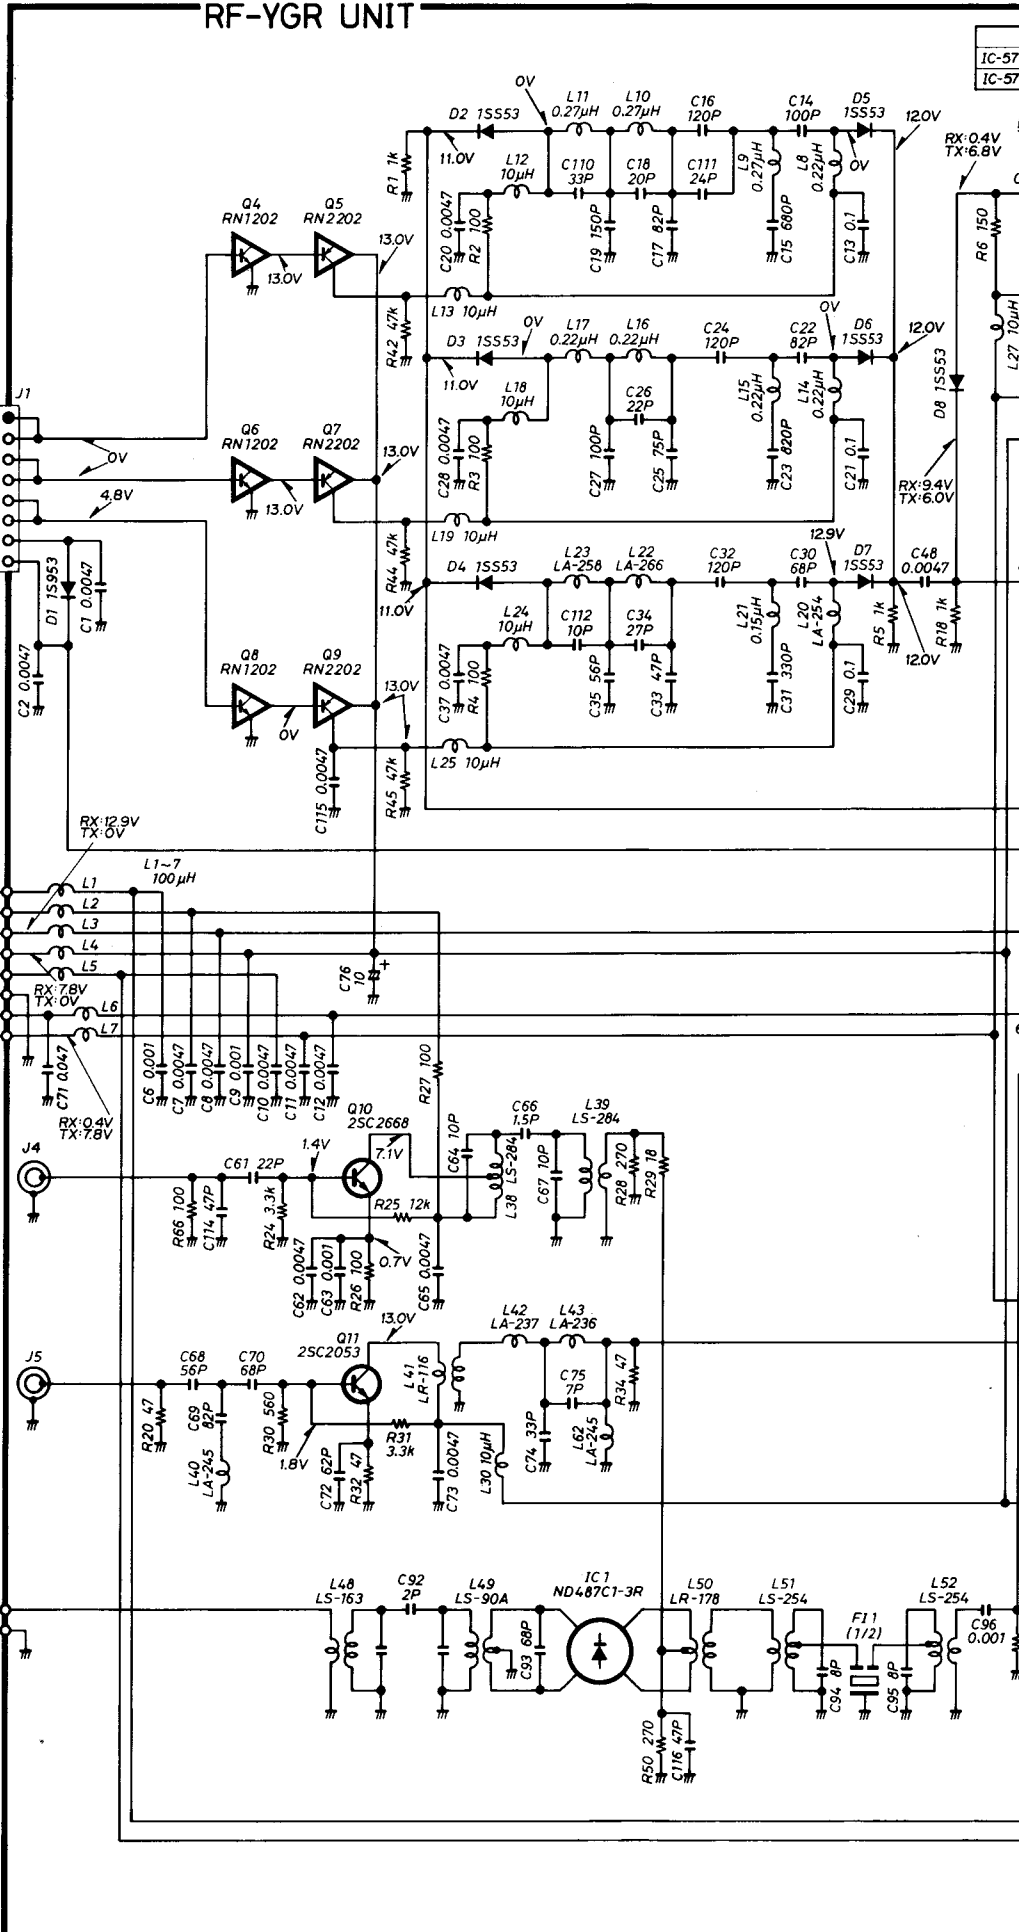 RF-YGR UNIT
IC-57
IC-57
0V
L11
0.27μH
L10
0.27μH
C16
120P
C14
100P
D5
1SS53
12.0V
D2 1SS53
11.0V
R1 1k
L12
10μH
C110
33P
C18
20P
C111
24P
L9
0.27μH
L8
0.22μH
0V
RX:0.4V
TX:6.8V
C20 0.0047
R2 100
C19 150P
C17 82P
C15 680P
C13 0.1
R6 150
Q4
RN1202
Q5
RN2202
13.0V
13.0V
L13 10μH
R42 47k
D3 1SS53
0V
L17
0.22μH
L16
0.22μH
C24
120P
C22
82P
0V
D6
1SS53
12.0V
L27 10μH
11.0V
L18
10μH
C26
22P
L15
0.22μH
L14
0.22μH
D8 1SS53
J1
C28 0.0047
R3 100
C27 100P
C25 75P
C23 820P
C21 0.1
Q6
RN1202
Q7
RN2202
13.0V
0V
13.0V
RX:9.4V
TX:6.0V
4.8V
L19 10μH
R44 47k
12.9V
D4 1SS53
11.0V
L23
LA-258
L22
LA-266
C32
120P
C30
68P
D7
1SS53
C48
0.0047
D1 1S953
C1 0.0047
L24
10μH
C112
10P
C34
27P
L21
0.15μH
L20
LA-254
R5 1k
R18 1k
12.0V
C2 0.0047
Q8
RN1202
Q9
RN2202
13.0V
0V
C37 0.0047
R4 100
C35 56P
C33 47P
C31 330P
C29 0.1
L25 10μH
C115 0.0047
R45 47k
RX:12.9V
TX:0V
L1~7
100μH
L1
L2
L3
L4
L5
C76
10
+
RX:7.8V
TX:0V
L6
L7
C71 0.047
C6 0.001
C7 0.0047
C8 0.0047
C9 0.001
C10 0.0047
C11 0.0047
C12 0.0047
R27 100
RX:0.4V
TX:7.8V
J4
Q10
2SC2668
1.4V
7.1V
C61 22P
R66 100
C114 47P
R24 3.3k
R25 12k
C64 10P
L38 LS-284
C66
1.5P
C67 10P
L39
LS-284
R28 270
R29 18
0.7V
C62 0.0047
C63 0.001
R26 100
C65 0.0047
13.0V
J5
Q11
2SC2053
L42
LA-237
L43
LA-236
C68
56P
C70
68P
L41
LR-116
C75
7P
R34 47
R20 47
C69
82P
R30 560
R31
3.3k
1.8V
L40
LA-245
C72 62P
R32 47
C73 0.0047
L30 10μH
C74 33P
L62
LA-245
L48
LS-163
C92
2P
L49
LS-90A
IC1
ND487C1-3R
L50
LR-178
L51
LS-254
FI1
(1/2)
L52
LS-254
C96
0.001
C93 68P
C94 8P
C95 8P
R50 270
C116 47P